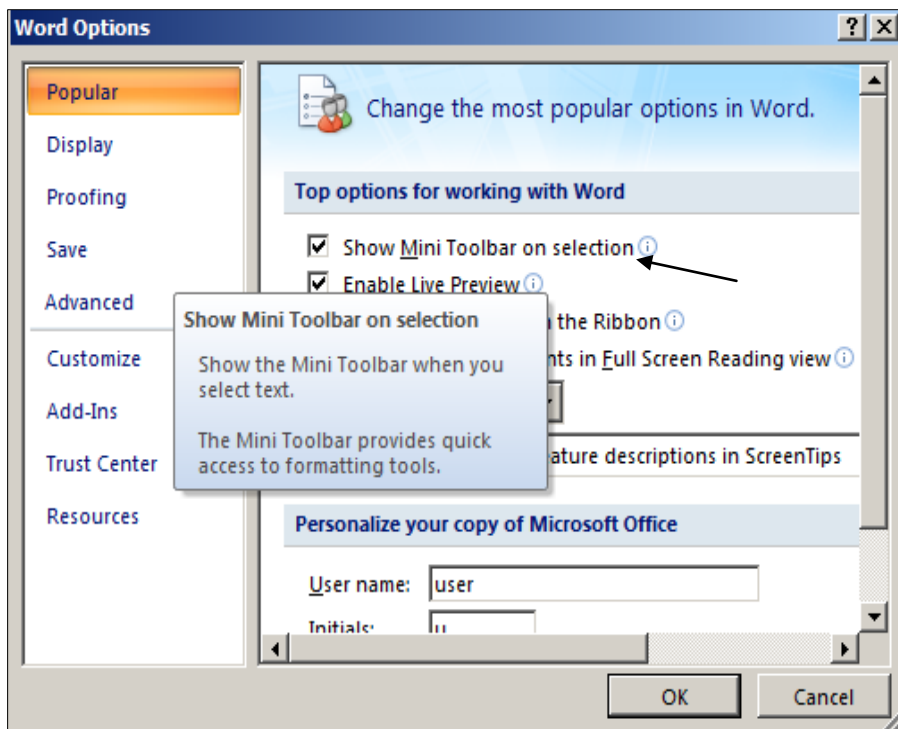 Word Options
Popular
Display
Proofing
Save
Advanced
Customize
Add-Ins
Trust Center
Resources
Change the most popular options in Word.
Top options for working with Word
Show Mini Toolbar on selection
Enable Live Preview
the Ribbon
in Full Screen Reading view
descriptions in ScreenTips
Show Mini Toolbar on selection
Show the Mini Toolbar when you
select text.
The Mini Toolbar provides quick
access to formatting tools.
Personalize your copy of Microsoft Office
User name: user
Initials: u
OK Cancel